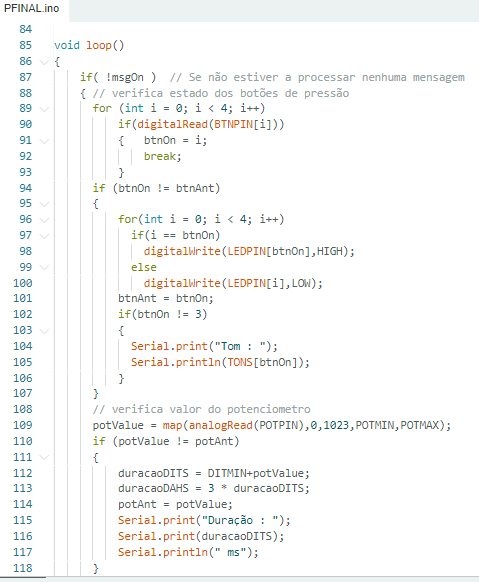 PFINAL.ino
84
85 void loop()
86 {
87 if( !msgOn ) // Se não estiver a processar nenhuma mensagem
88 { // verifica estado dos botões de pressão
89 for (int i = 0; i < 4; i++)
90 if(digitalRead(BTNPIN[i]))
91 { btnOn = i;
92 break;
93 }
94 if (btnOn != btnAnt)
95 {
96 for(int i = 0; i < 4; i++)
97 if(i == btnOn)
98 digitalWrite(LEDPIN[btnOn],HIGH);
99 else
100 digitalWrite(LEDPIN[i],LOW);
101 btnAnt = btnOn;
102 if(btnOn != 3)
103 {
104 Serial.print("Tom : ");
105 Serial.println(TONS[btnOn]);
106 }
107 }
108 // verifica valor do potenciometro
109 potValue = map(analogRead(POTPIN),0,1023,POTMIN,POTMAX);
110 if (potValue != potAnt)
111 {
112 duracaoDITS = DITMIN+potValue;
113 duracaoDAHS = 3 * duracaoDITS;
114 potAnt = potValue;
115 Serial.print("Duração : ");
116 Serial.print(duracaoDITS);
117 Serial.println(" ms");
118 }